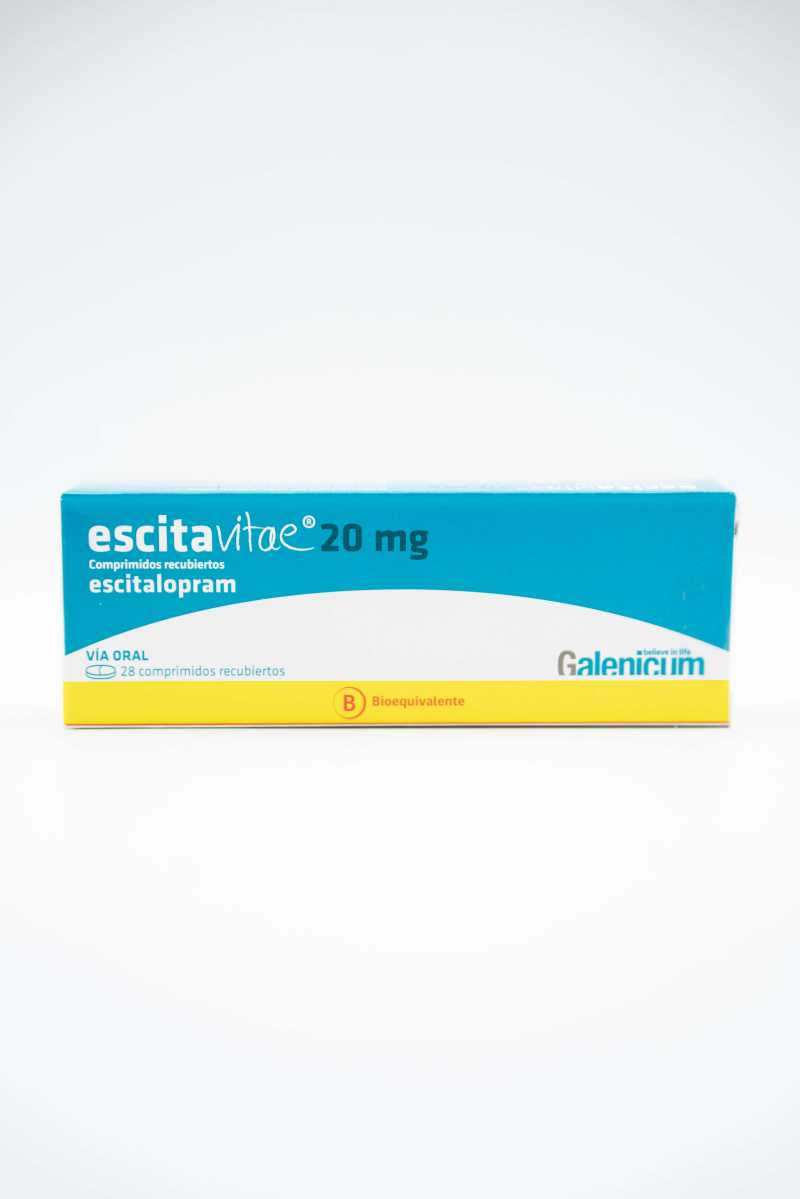 escitavitae® 20 mg
Comprimidos recubiertos
escitalopram
VÍA ORAL
28 comprimidos recubiertos
believe in life
Galenicum
B Bioequivalente